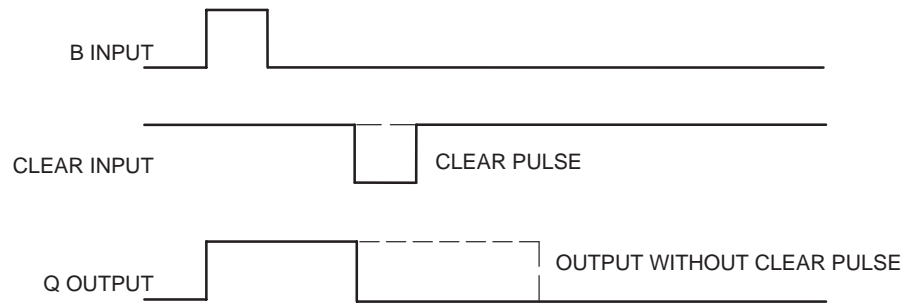 B INPUT
CLEAR INPUT
CLEAR PULSE
Q OUTPUT
OUTPUT WITHOUT CLEAR PULSE